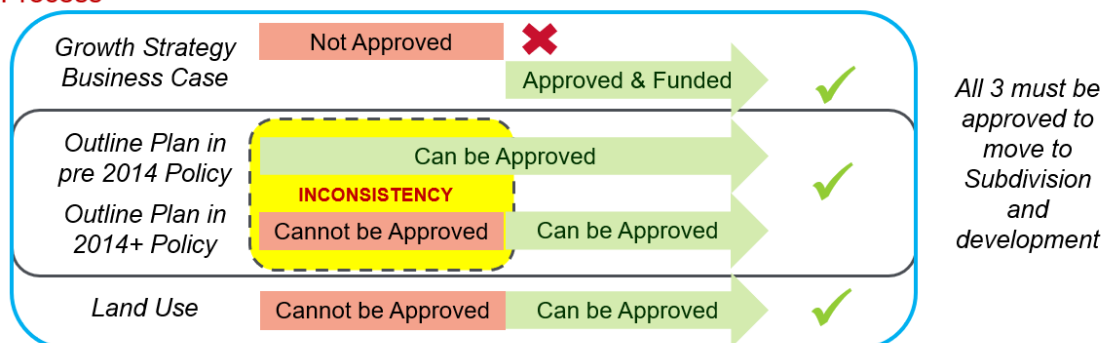 Growth Strategy
Business Case
Not Approved
Approved & Funded
Outline Plan in
pre 2014 Policy
Can be Approved
INCONSISTENCY
Outline Plan in
2014+ Policy
Cannot be Approved
Can be Approved
Land Use
Cannot be Approved
Can be Approved
All 3 must be
approved to
move to
Subdivision
and
development